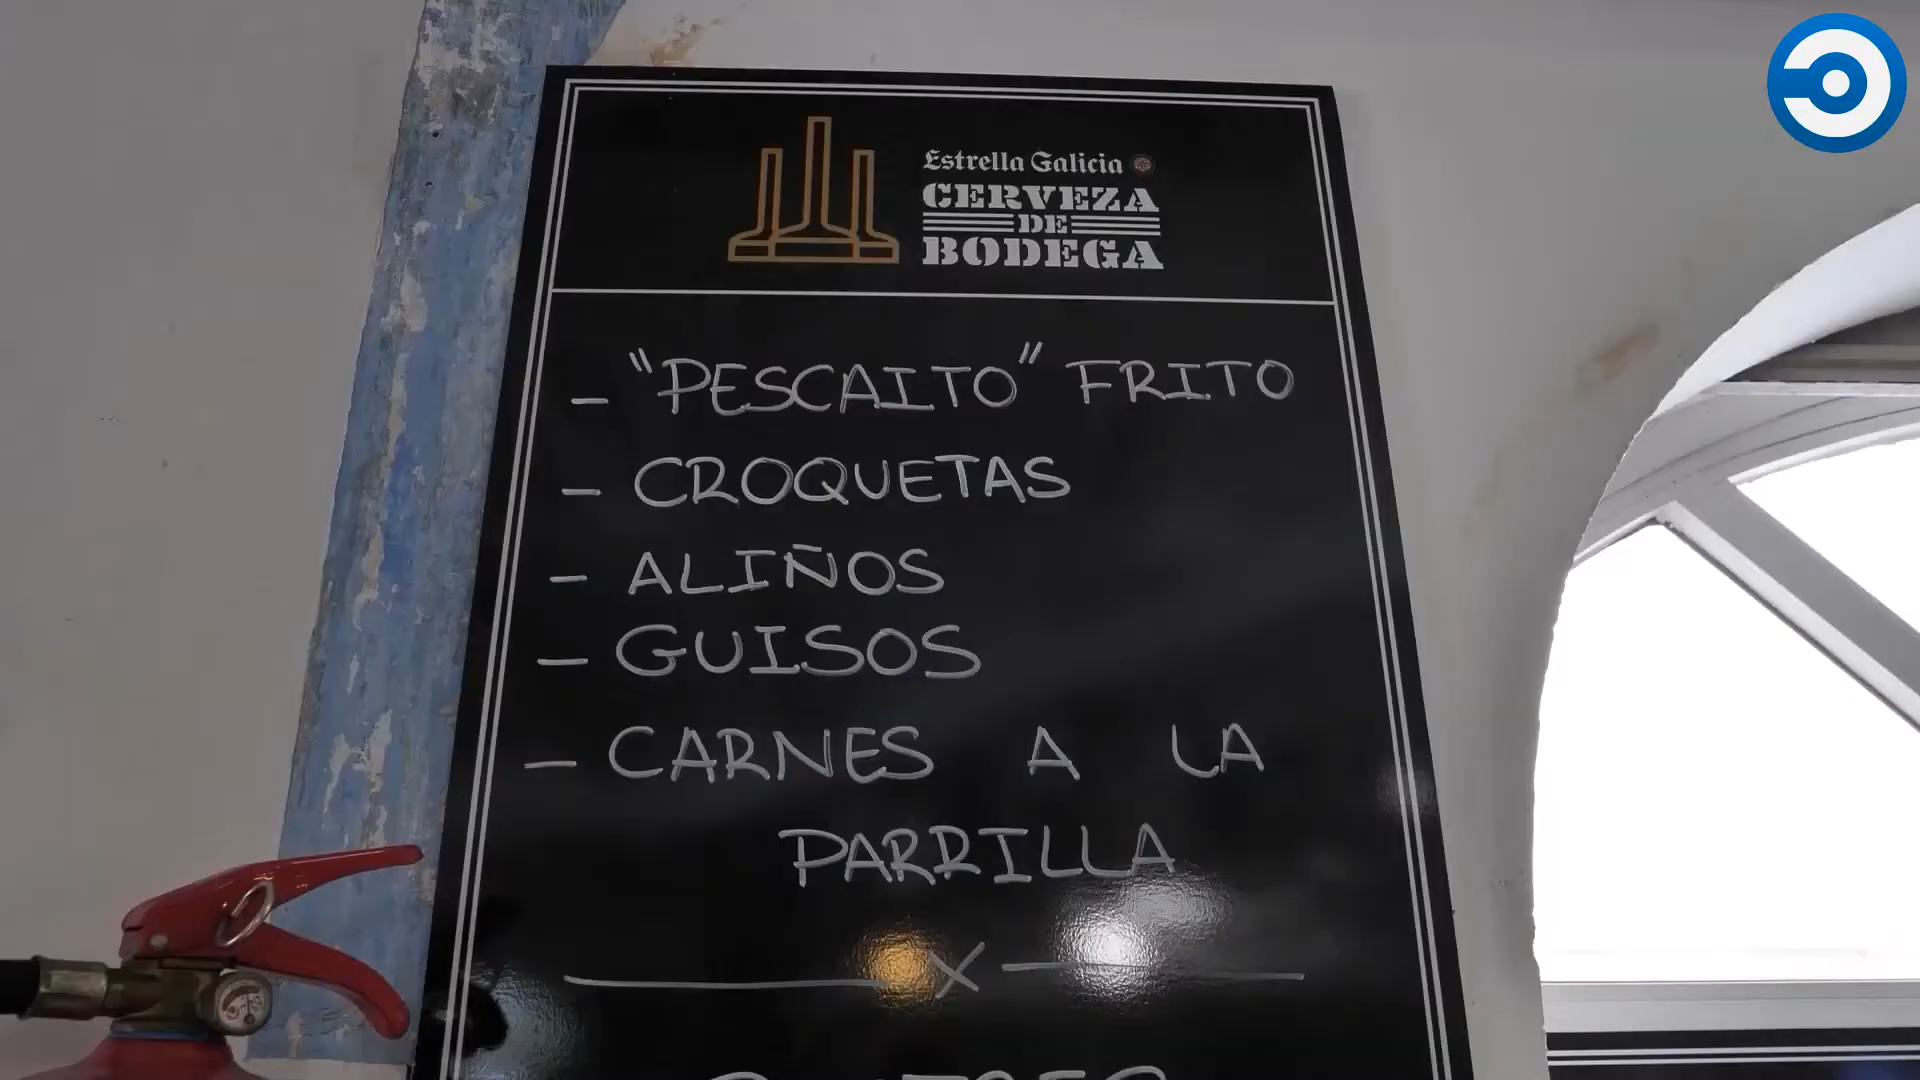 Estrella Galicia
CERVEZA
DE
BODEGA
- "PESCAITO" FRITO
- CROQUETAS
- ALIÑOS
- GUISOS
- CARNES A LA
PARRILLA
X